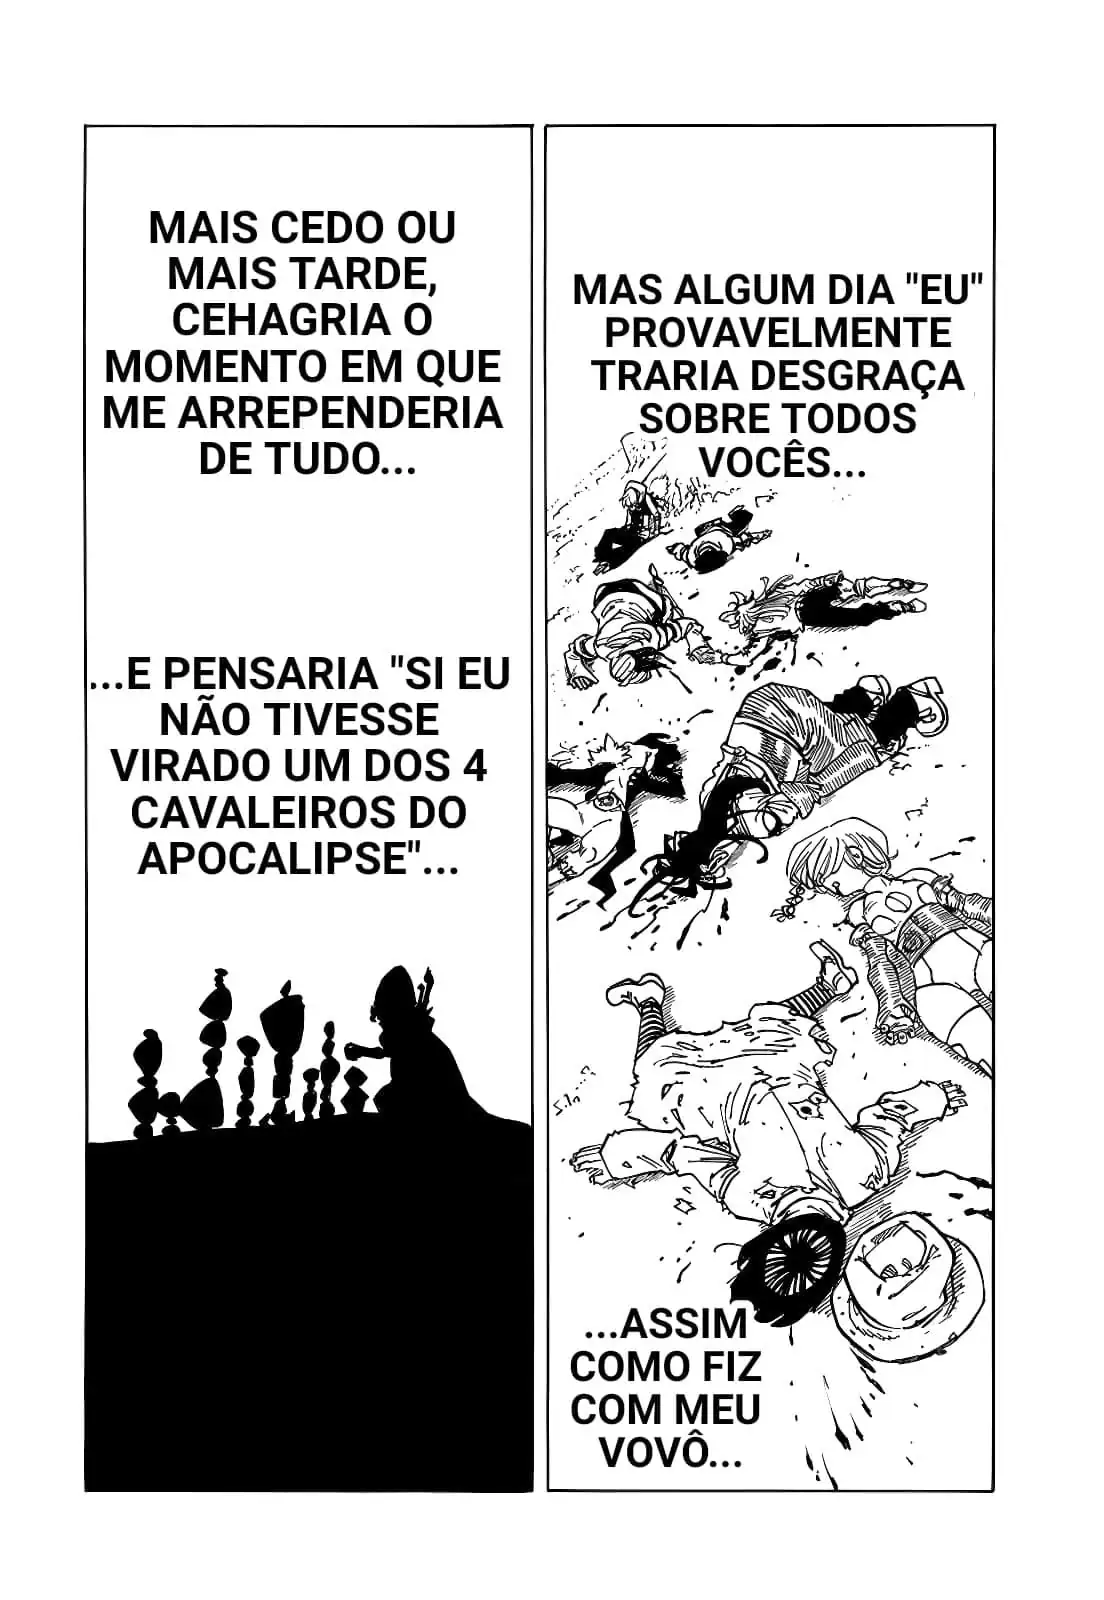 MAS ALGUM DIA "EU"
PROVAVELMENTE
TRARIA DESGRAÇA
SOBRE TODOS
VOCÊS...
...ASSIM
COMO FIZ
COM MEU
VOVÔ...
MAIS CEDO OU
MAIS TARDE,
CEHAGRIA O
MOMENTO EM QUE
ME ARREPENDERIA
DE TUDO...
...E PENSARIA "SI EU
NÃO TIVESSE
VIRADO UM DOS 4
CAVALEIROS DO
APOCALIPSE"...